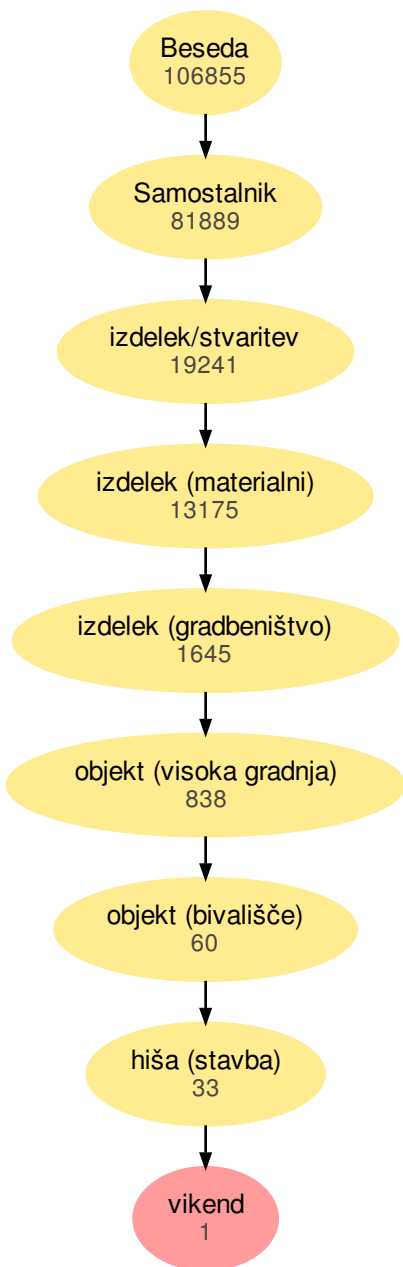 Beseda
106855
Samostalnik
81889
izdelek/stvaritev
19241
izdelek (materialni)
13175
izdelek (gradbeništvo)
1645
objekt (visoka gradnja)
838
objekt (bivališče)
60
hiša (stavba)
33
vikend
1